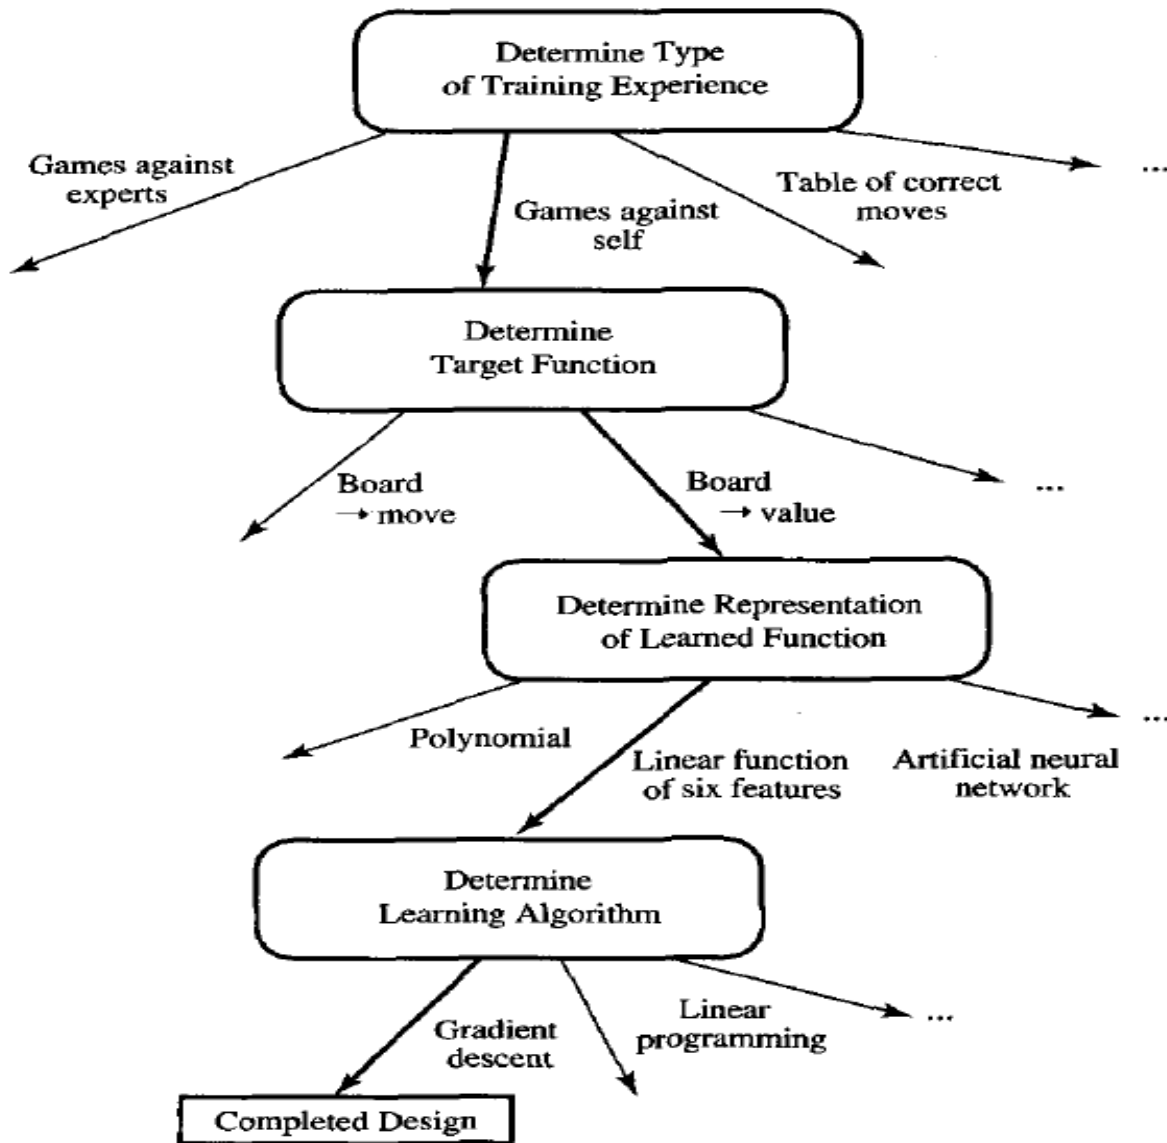 Determine Type
of Training Experience
Games against
experts
Games against
self
Table of correct
moves
...
Determine
Target Function
Board
→ move
Board
→ value
...
Determine Representation
of Learned Function
Polynomial
Linear function
of six features
Artificial neural
network
...
Determine
Learning Algorithm
Gradient
descent
Linear
programming
...
Completed Design